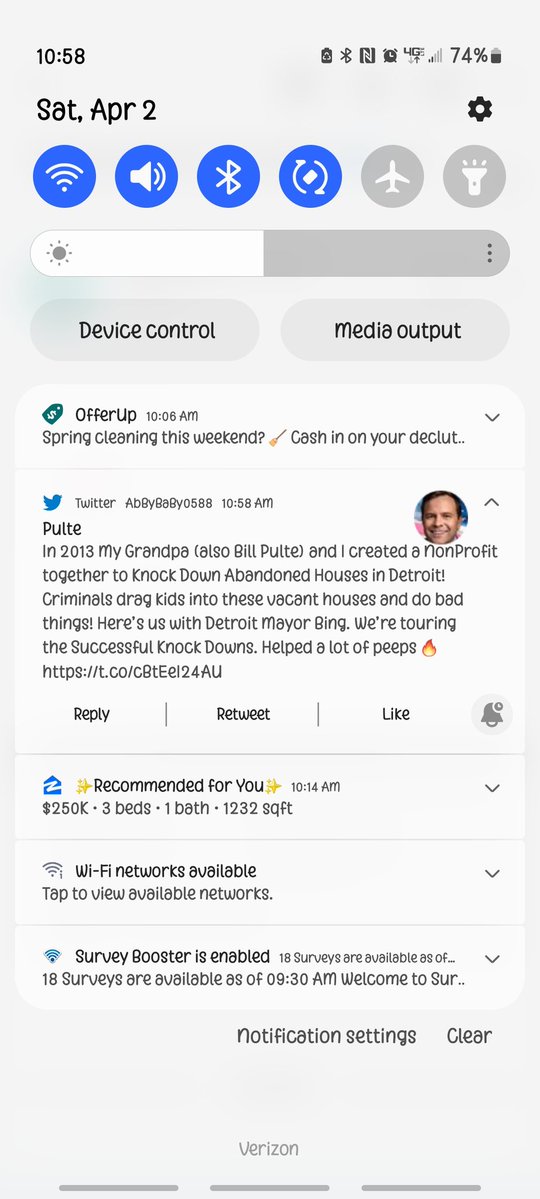 10:58 4GE 74%
Sat, Apr 2
Device control Media output
OfferUp 10:06 AM
Spring cleaning this weekend? 🧹 Cash in on your declut..
Twitter AbByBaBy0588 10:58 AM
Pulte
In 2013 My Grandpa (also Bill Pulte) and I created a NonProfit
together to Knock Down Abandoned Houses in Detroit!
Criminals drag kids into these vacant houses and do bad
things! Here's us with Detroit Mayor Bing. We're touring
the Successful Knock Downs. Helped a lot of peeps 🔥
https://t.co/cBtEeI24AU
Reply | Retweet | Like
✨Recommended for You✨ 10:14 AM
$250K • 3 beds • 1 bath • 1232 sqft
Wi-Fi networks available
Tap to view available networks.
Survey Booster is enabled 18 Surveys are available as of...
18 Surveys are available as of 09:30 AM Welcome to Sur..
Notification settings Clear
Verizon